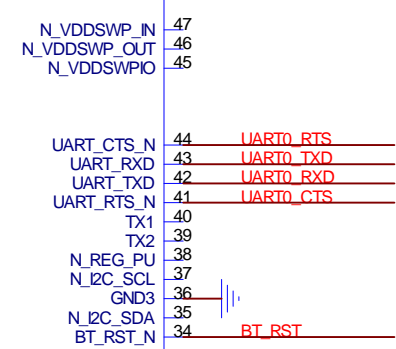 N_VDDSWP_IN 47
N_VDDSWP_OUT 46
N_VDDSWPIO 45
UART_CTS_N 44 UART0_RTS
UART_RXD 43 UART0_TXD
UART_TXD 42 UART0_RXD
UART_RTS_N 41 UART0_CTS
TX1 40
TX2 39
N_REG_PU 38
N_I2C_SCL 37
GND3 36
N_I2C_SDA 35
BT_RST_N 34 BT_RST